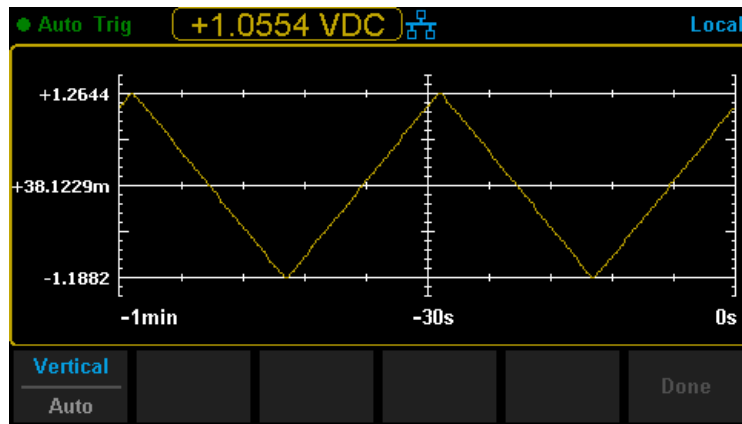 Auto Trig +1.0554 VDC Local
+1.2644
+38.1229m
-1.1882
-1min -30s 0s
Vertical
Auto
Done